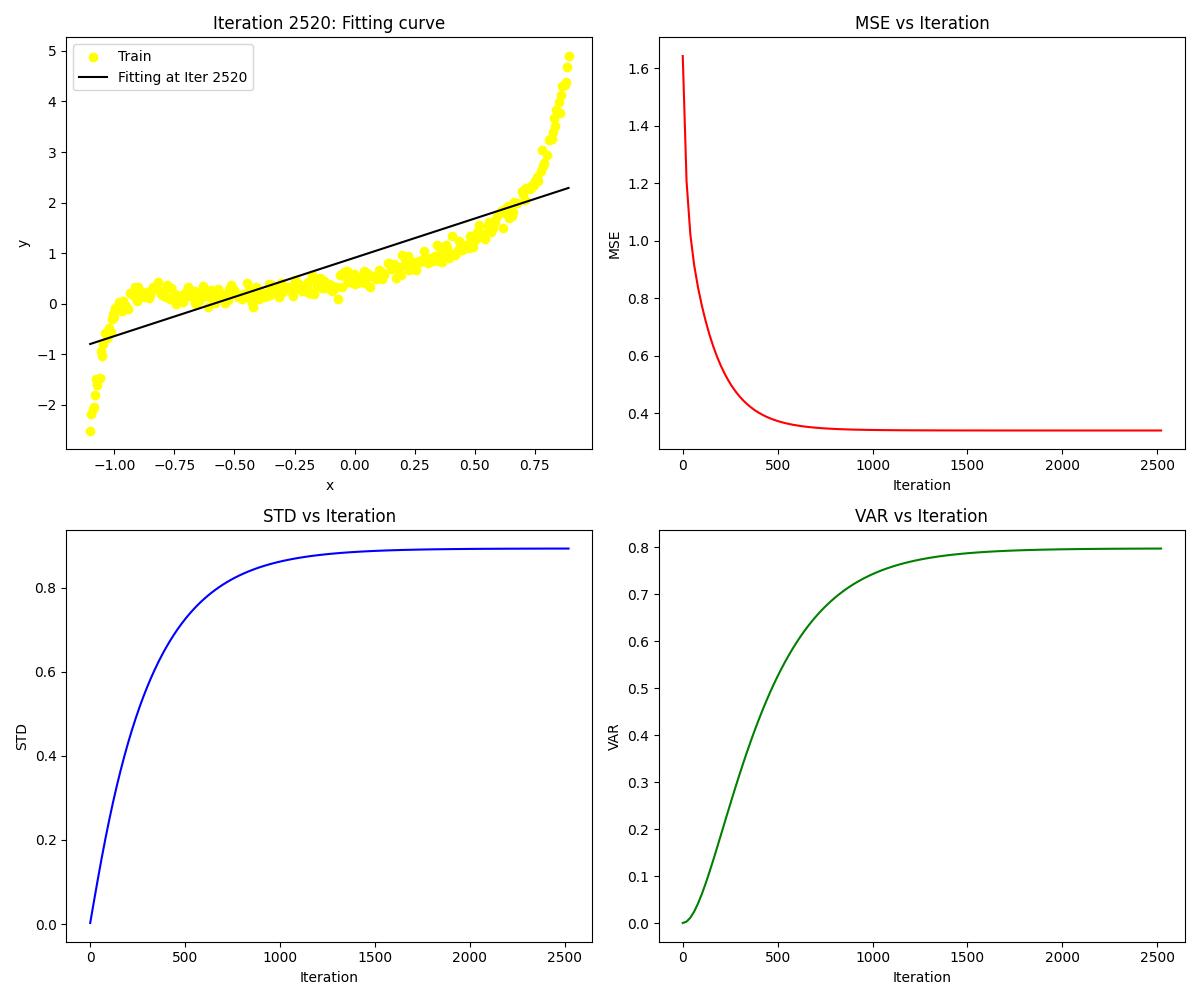 Iteration 2520: Fitting curve
Train
Fitting at Iter 2520
5
4
3
2
1
0
−1
−2
y
−1.00 −0.75 −0.50 −0.25 0.00 0.25 0.50 0.75
x
MSE vs Iteration
1.6
1.4
1.2
1.0
0.8
0.6
0.4
MSE
0 500 1000 1500 2000 2500
Iteration
STD vs Iteration
0.8
0.6
0.4
0.2
0.0
STD
0 500 1000 1500 2000 2500
Iteration
VAR vs Iteration
0.8
0.7
0.6
0.5
0.4
0.3
0.2
0.1
0.0
VAR
0 500 1000 1500 2000 2500
Iteration